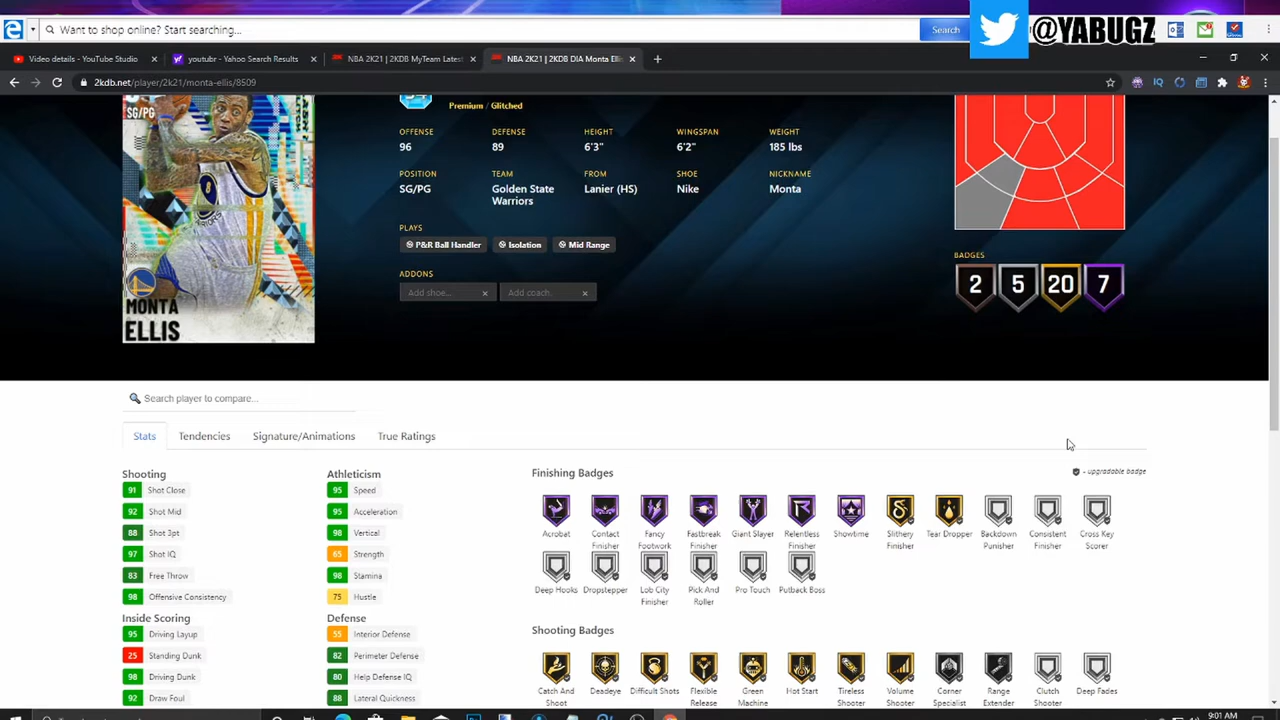 @YABUGZ
Want to shop online? Start searching...
Search
Video details - YouTube Studio
youtubr - Yahoo Search Results
NBA 2K21 | 2KDB MyTeam Latest
NBA 2K21 | 2KDB DIA Monta Elli
2kdb.net/player/2k21/monta-ellis/8509
SG/PG
MONTA
ELLIS
Premium / Glitched
OFFENSE DEFENSE HEIGHT WINGSPAN WEIGHT
96 89 6'3" 6'2" 185 lbs
POSITION TEAM FROM SHOE NICKNAME
SG/PG Golden State Warriors Lanier (HS) Nike Monta
PLAYS
P&R Ball Handler Isolation Mid Range
ADDONS
Add shoe... Add coach...
BADGES
2 5 20 7
Search player to compare...
Stats Tendencies Signature/Animations True Ratings
Shooting
91 Shot Close
92 Shot Mid
88 Shot 3pt
97 Shot IQ
83 Free Throw
98 Offensive Consistency
Inside Scoring
95 Driving Layup
25 Standing Dunk
98 Driving Dunk
92 Draw Foul
Athleticism
95 Speed
95 Acceleration
98 Vertical
65 Strength
98 Stamina
75 Hustle
Defense
55 Interior Defense
82 Perimeter Defense
80 Help Defense IQ
88 Lateral Quickness
Finishing Badges
- upgradable badge
Acrobat
Contact Finisher
Fancy Footwork
Fastbreak Finisher
Giant Slayer
Relentless Finisher
Showtime
Slithery Finisher
Tear Dropper
Backdown Punisher
Consistent Finisher
Cross Key Scorer
Deep Hooks
Dropstepper
Lob City Finisher
Pick And Roller
Pro Touch
Putback Boss
Shooting Badges
Catch And Shoot
Deadeye
Difficult Shots
Flexible Release
Green Machine
Hot Start
Tireless Shooter
Volume Shooter
Corner Specialist
Range Extender
Clutch Shooter
Deep Fades
9:01 AM